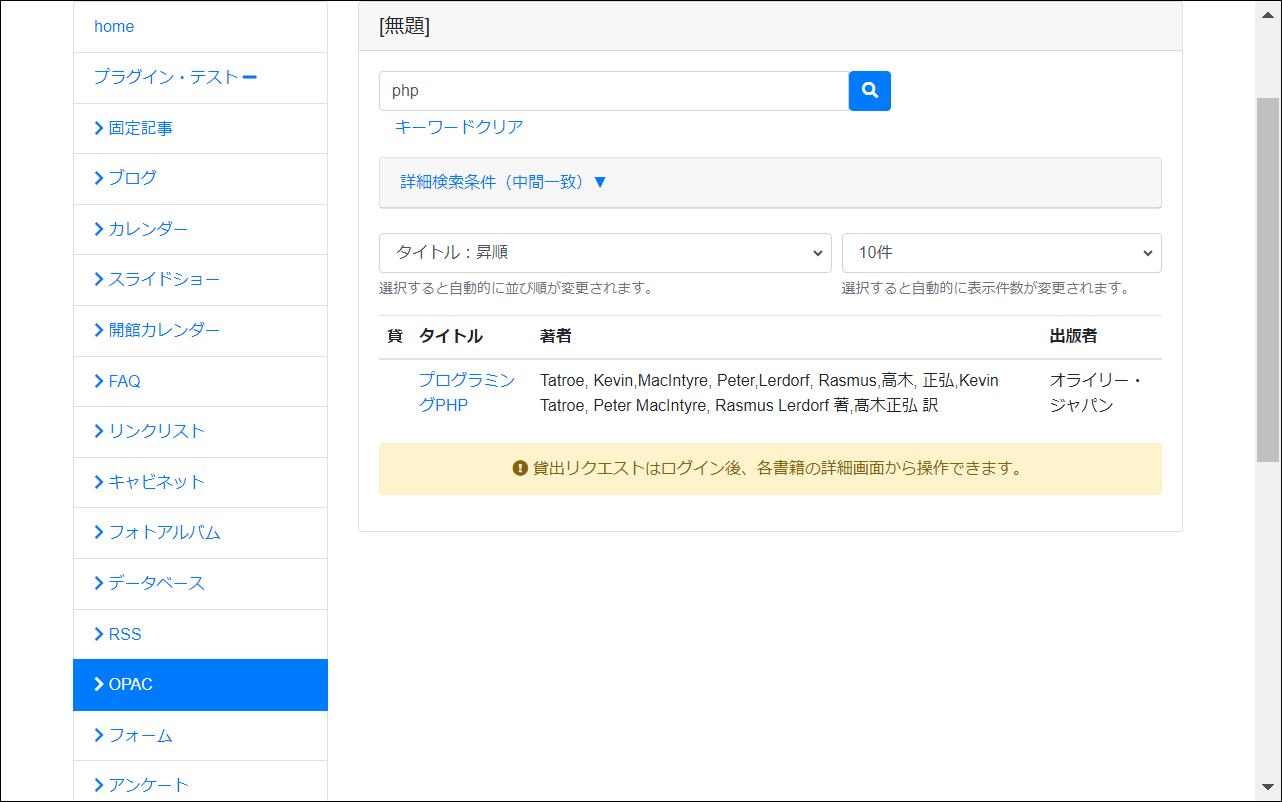 home
プラグイン・テスト
固定記事
ブログ
カレンダー
スライドショー
開館カレンダー
FAQ
リンクリスト
キャビネット
フォトアルバム
データベース
RSS
OPAC
フォーム
アンケート
[無題]
php
キーワードクリア
詳細検索条件（中間一致）▼
タイトル：昇順
10件
選択すると自動的に並び順が変更されます。
選択すると自動的に表示件数が変更されます。
貸 タイトル 著者 出版者
プログラミン
グPHP
Tatroe, Kevin,MacIntyre, Peter,Lerdorf, Rasmus,高木, 正弘,Kevin
Tatroe, Peter MacIntyre, Rasmus Lerdorf 著,髙木正弘 訳
オライリー・
ジャパン
貸出リクエストはログイン後、各書籍の詳細画面から操作できます。